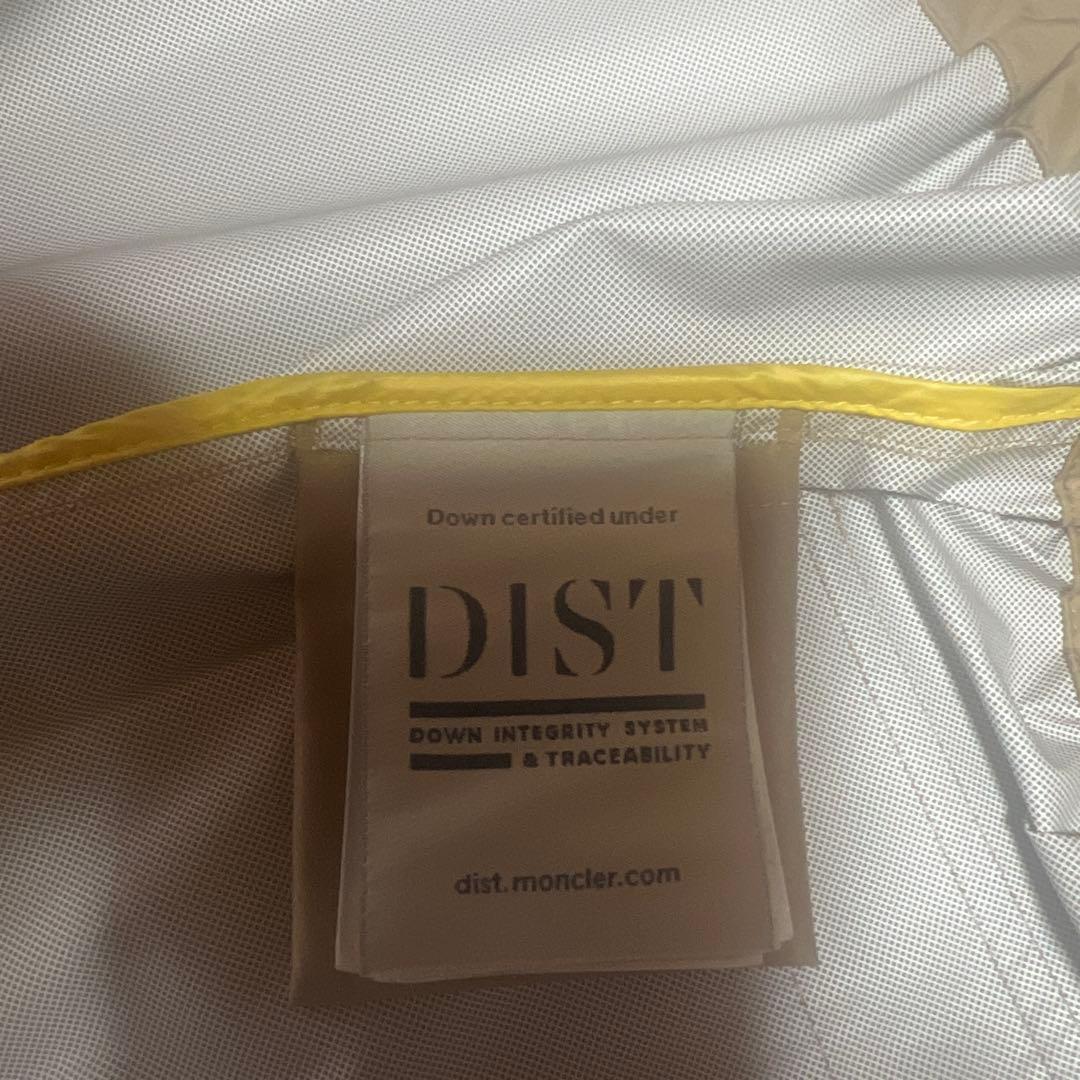 Down certified under
DIST
DOWN INTEGRITY SYSTEM
& TRACEABILITY
dist.moncler.com